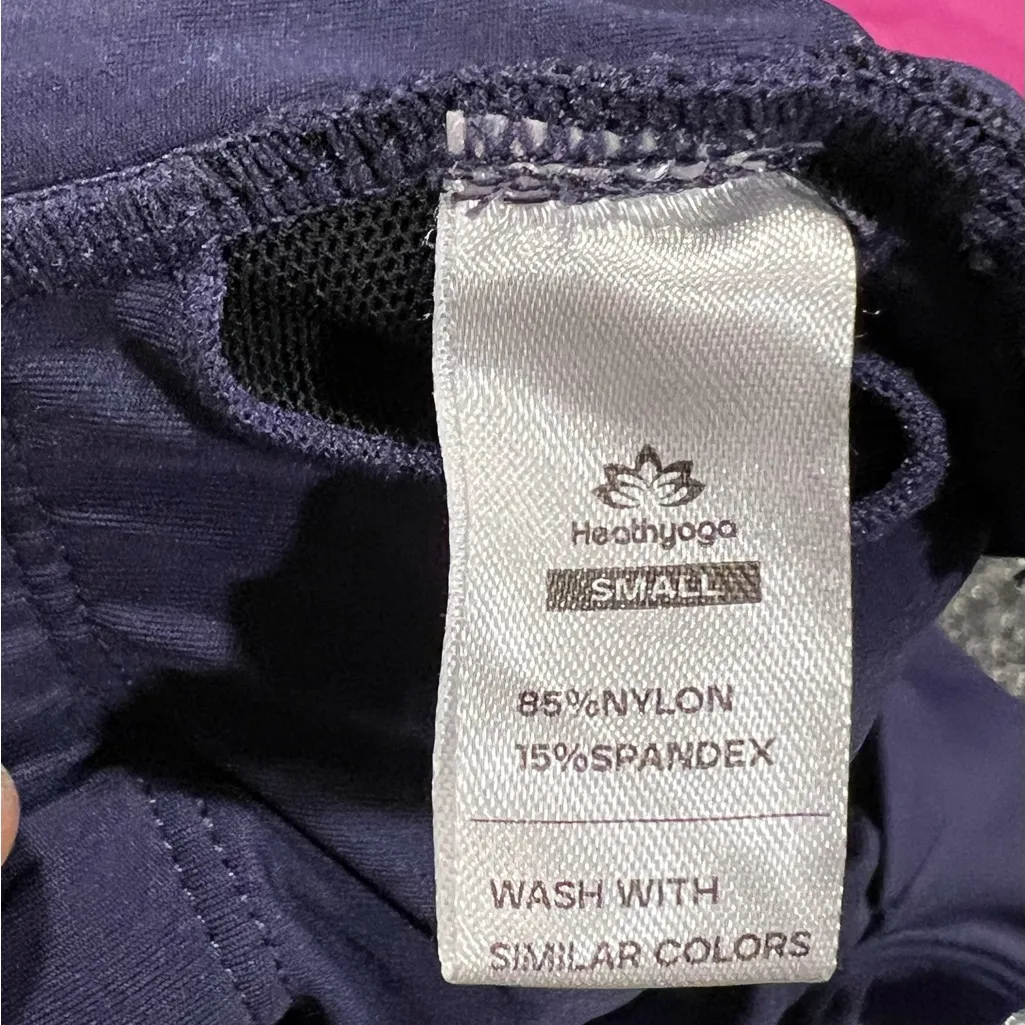 Heathyoga
SMALL
85%NYLON
15%SPANDEX
WASH WITH
SIMILAR COLORS